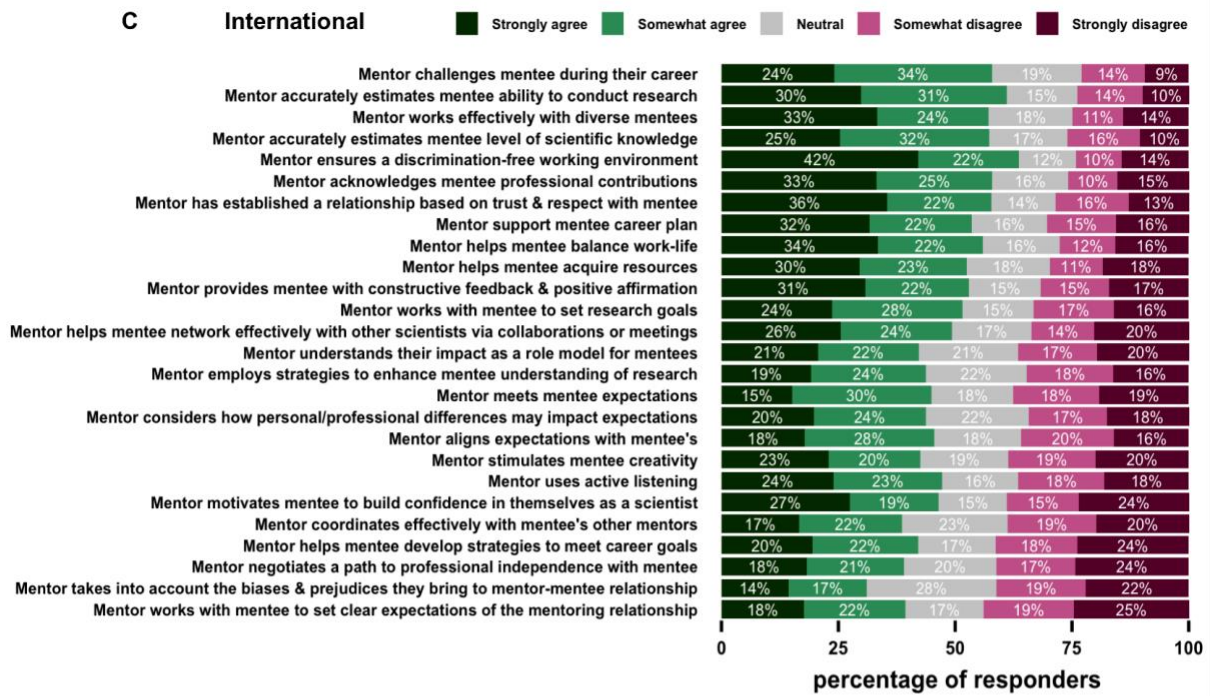 C International Strongly agree Somewhat agree Neutral Somewhat disagree Strongly disagree
Mentor challenges mentee during their career 24% 34% 19% 14% 9%
Mentor accurately estimates mentee ability to conduct research 30% 31% 15% 14% 10%
Mentor works effectively with diverse mentees 33% 24% 18% 11% 14%
Mentor accurately estimates mentee level of scientific knowledge 25% 32% 17% 16% 10%
Mentor ensures a discrimination-free working environment 42% 22% 12% 10% 14%
Mentor acknowledges mentee professional contributions 33% 25% 16% 10% 15%
Mentor has established a relationship based on trust & respect with mentee 36% 22% 14% 16% 13%
Mentor support mentee career plan 32% 22% 16% 15% 16%
Mentor helps mentee balance work-life 34% 22% 16% 12% 16%
Mentor helps mentee acquire resources 30% 23% 18% 11% 18%
Mentor provides mentee with constructive feedback & positive affirmation 31% 22% 15% 15% 17%
Mentor works with mentee to set research goals 24% 28% 15% 17% 16%
Mentor helps mentee network effectively with other scientists via collaborations or meetings 26% 24% 17% 14% 20%
Mentor understands their impact as a role model for mentees 21% 22% 21% 17% 20%
Mentor employs strategies to enhance mentee understanding of research 19% 24% 22% 18% 16%
Mentor meets mentee expectations 15% 30% 18% 18% 19%
Mentor considers how personal/professional differences may impact expectations 20% 24% 22% 17% 18%
Mentor aligns expectations with mentee's 18% 28% 18% 20% 16%
Mentor stimulates mentee creativity 23% 20% 19% 19% 20%
Mentor uses active listening 24% 23% 16% 18% 18%
Mentor motivates mentee to build confidence in themselves as a scientist 27% 19% 15% 15% 24%
Mentor coordinates effectively with mentee's other mentors 17% 22% 23% 19% 20%
Mentor helps mentee develop strategies to meet career goals 20% 22% 17% 18% 24%
Mentor negotiates a path to professional independence with mentee 18% 21% 20% 17% 24%
Mentor takes into account the biases & prejudices they bring to mentor-mentee relationship 14% 17% 28% 19% 22%
Mentor works with mentee to set clear expectations of the mentoring relationship 18% 22% 17% 19% 25%
0 25 50 75 100
percentage of responders